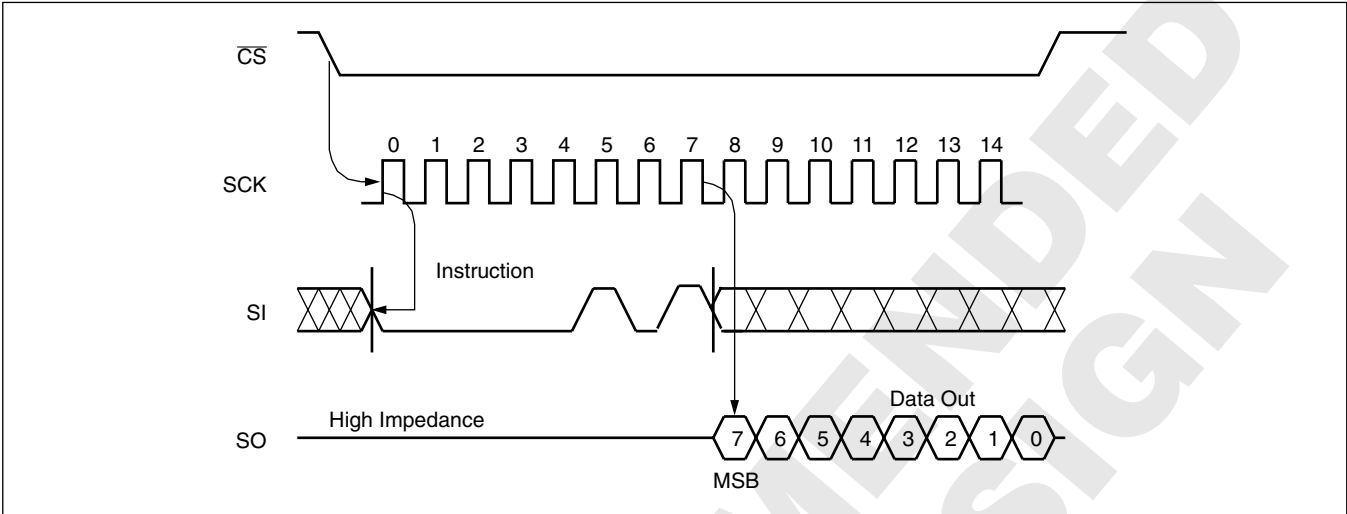 CS
0 1 2 3 4 5 6 7 8 9 10 11 12 13 14
SCK
Instruction
SI
Data Out
High Impedance
SO
7 6 5 4 3 2 1 0
MSB